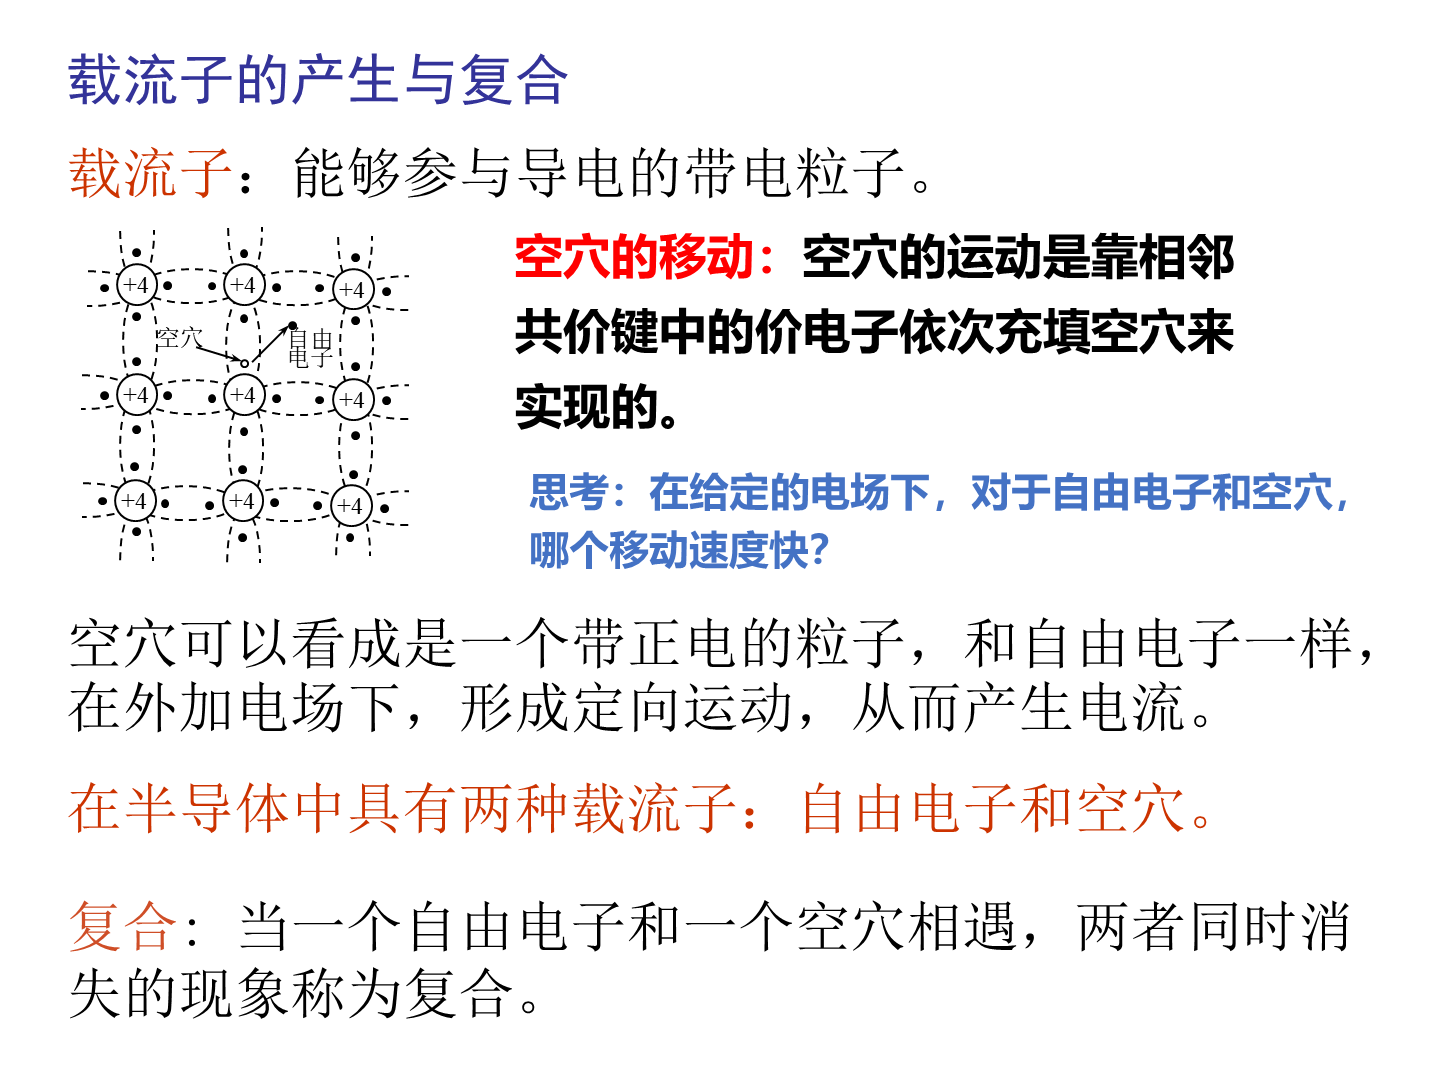 载流子的产生与复合
载流子：能够参与导电的带电粒子。
空穴的移动：空穴的运动是靠相邻
共价键中的价电子依次充填空穴来
实现的。
+4 +4 +4
空穴 自由
电子
+4 +4 +4
+4 +4 +4
思考：在给定的电场下，对于自由电子和空穴，
哪个移动速度快？
空穴可以看成是一个带正电的粒子，和自由电子一样，
在外加电场下，形成定向运动，从而产生电流。
在半导体中具有两种载流子：自由电子和空穴。
复合：当一个自由电子和一个空穴相遇，两者同时消
失的现象称为复合。